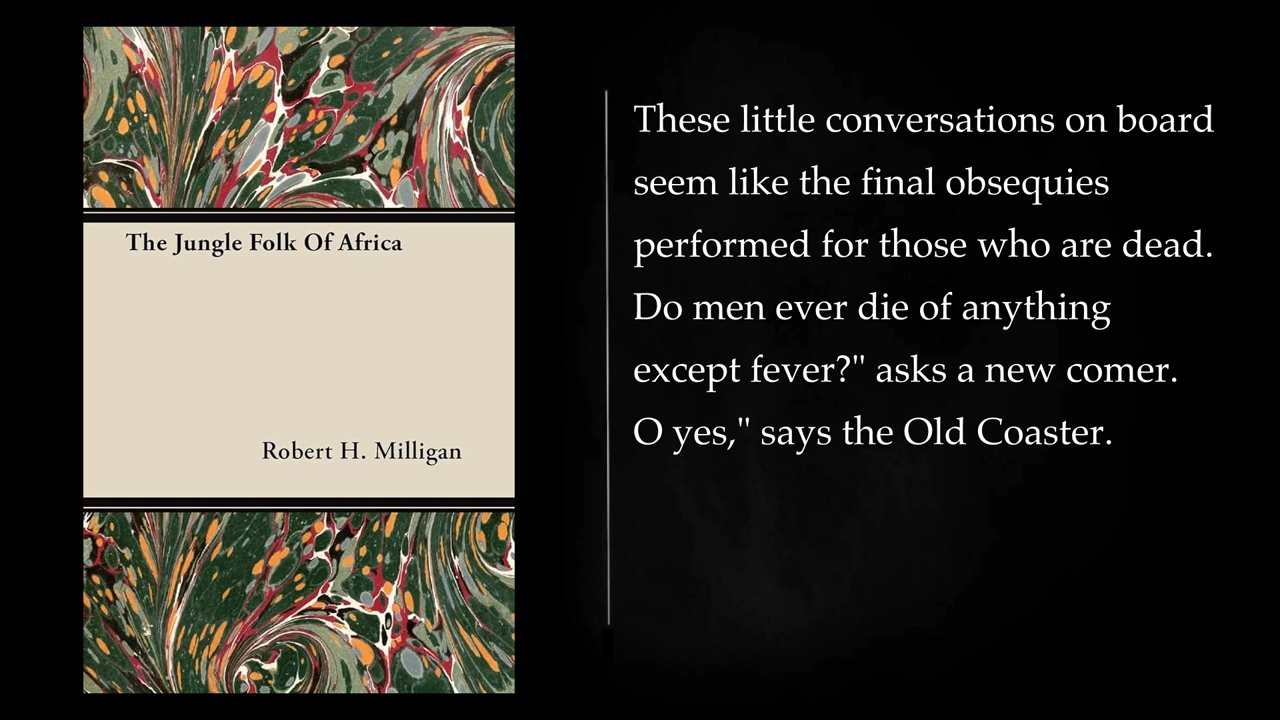 The Jungle Folk Of Africa
Robert H. Milligan
These little conversations on board
seem like the final obsequies
performed for those who are dead.
Do men ever die of anything
except fever?" asks a new comer.
O yes," says the Old Coaster.